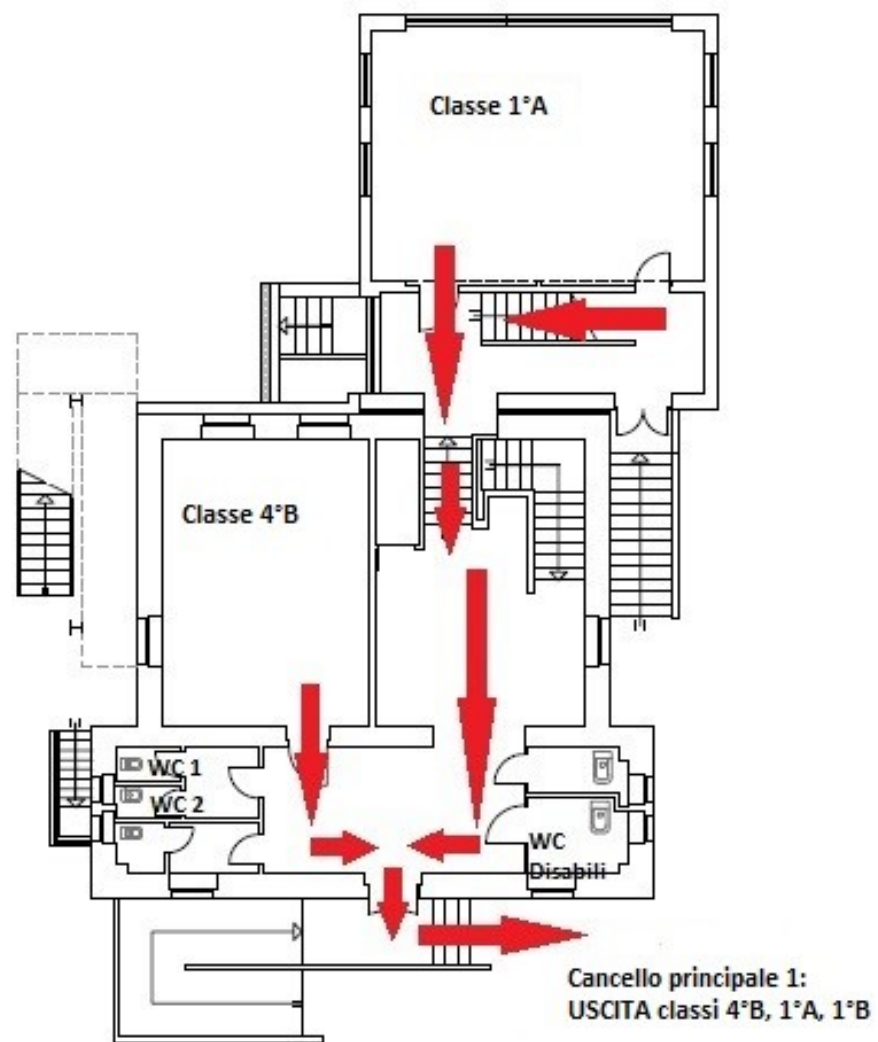 Classe 1°A
Classe 4°B
WC 1
WC 2
WC
Disabili
Cancello principale 1:
USCITA classi 4°B, 1°A, 1°B